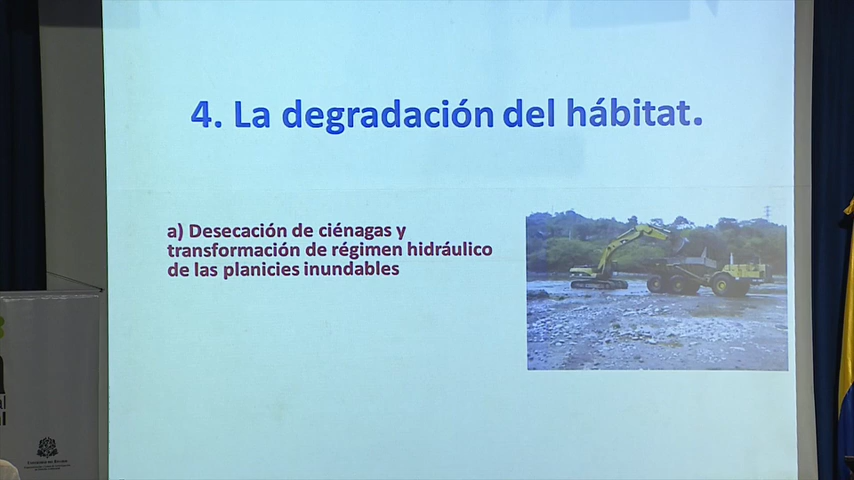 4. La degradación del hábitat.
a) Desecación de ciénagas y
transformación de régimen hidráulico
de las planicies inundables